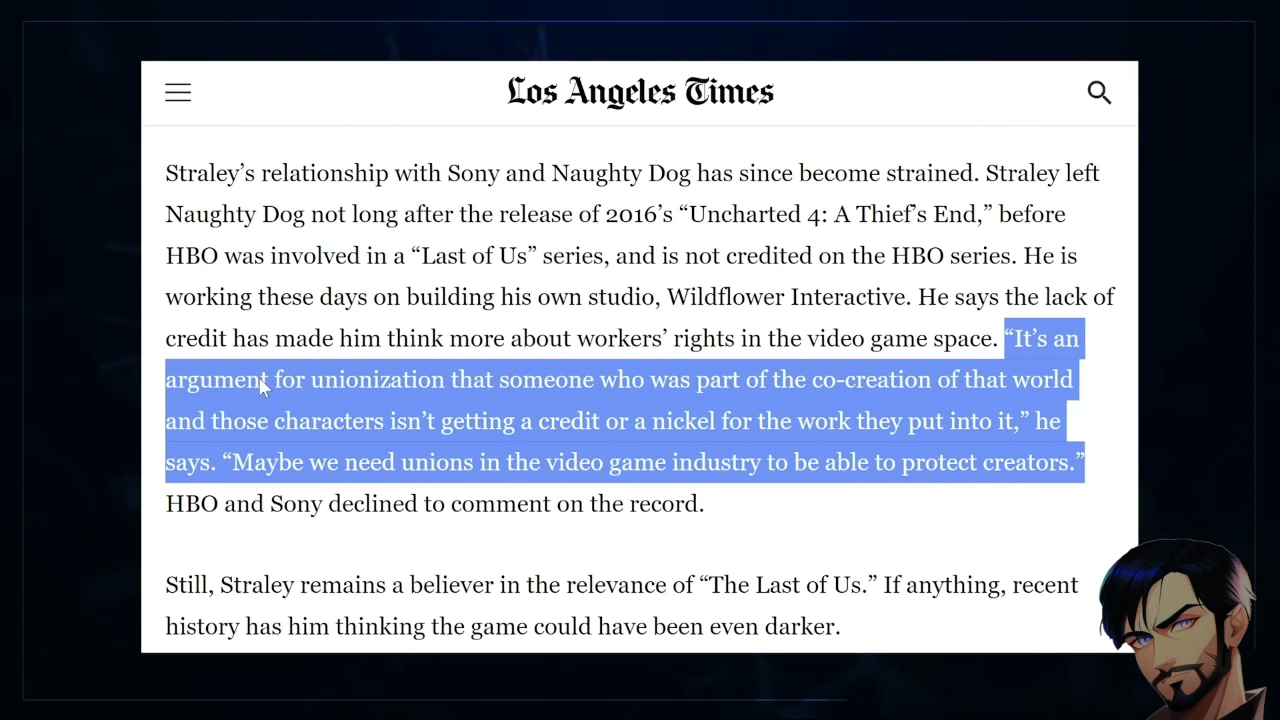 Los Angeles Times
Straley’s relationship with Sony and Naughty Dog has since become strained. Straley left
Naughty Dog not long after the release of 2016’s “Uncharted 4: A Thief’s End,” before
HBO was involved in a “Last of Us” series, and is not credited on the HBO series. He is
working these days on building his own studio, Wildflower Interactive. He says the lack of
credit has made him think more about workers’ rights in the video game space. “It’s an
argument for unionization that someone who was part of the co-creation of that world
and those characters isn’t getting a credit or a nickel for the work they put into it,” he
says. “Maybe we need unions in the video game industry to be able to protect creators.”
HBO and Sony declined to comment on the record.
Still, Straley remains a believer in the relevance of “The Last of Us.” If anything, recent
history has him thinking the game could have been even darker.